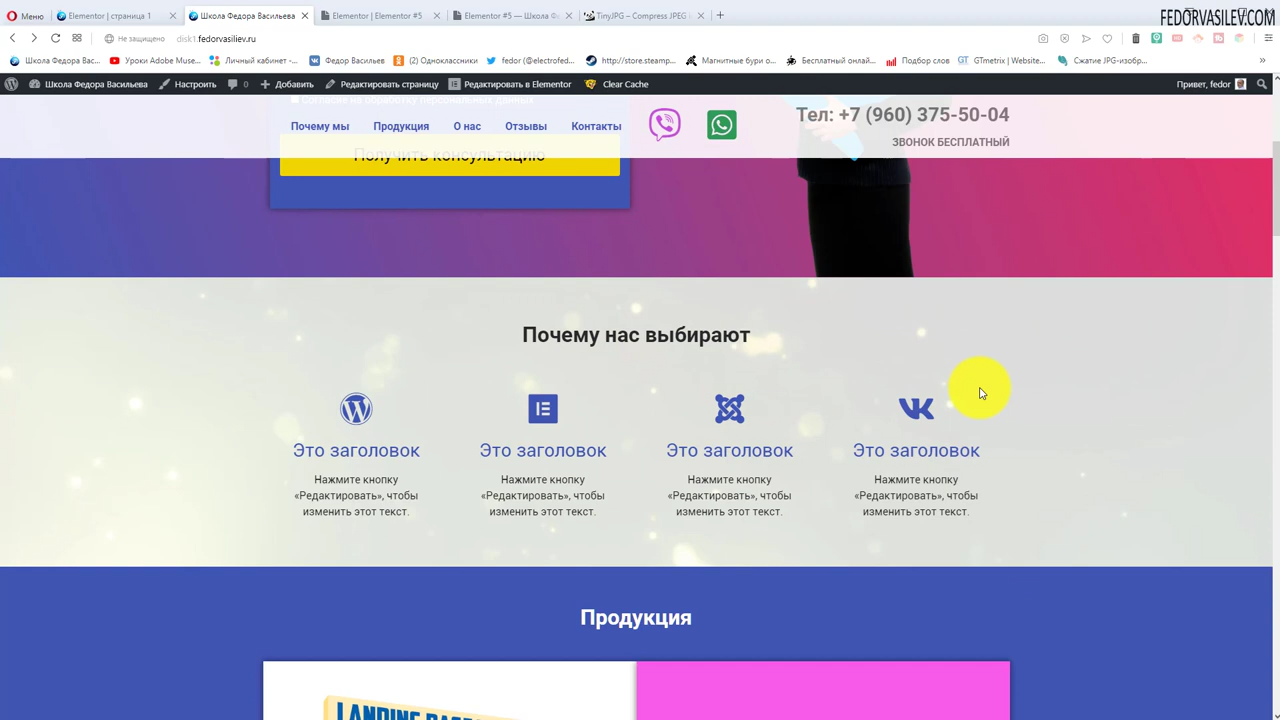 Меню
Elementor | страница 1
Школа Федора Васильева
Elementor | Elementor #5
Elementor #5 — Школа Ф
TinyJPG – Compress JPEG
FEDORVASILEV.COM
Не защищено
disk1.fedorvasiliev.ru
Школа Федора Вас...
Уроки Adobe Muse...
Личный кабинет -...
Федор Васильев
(2) Одноклассники
fedor (@electrofed...
http://store.steamp...
Магнитные бури о...
Бесплатный онлай...
Подбор слов
GTmetrix | Website...
Сжатие JPG-изобр...
Школа Федора Васильева
Настроить
0
Добавить
Редактировать страницу
Редактировать в Elementor
Clear Cache
Привет, fedor
Согласие на обработку персональных данных
Почему мы
Продукция
О нас
Отзывы
Контакты
Тел: +7 (960) 375-50-04
ЗВОНОК БЕСПЛАТНЫЙ
Получить консультацию
Почему нас выбирают
Это заголовок
Нажмите кнопку
«Редактировать», чтобы
изменить этот текст.
Это заголовок
Нажмите кнопку
«Редактировать», чтобы
изменить этот текст.
Это заголовок
Нажмите кнопку
«Редактировать», чтобы
изменить этот текст.
Это заголовок
Нажмите кнопку
«Редактировать», чтобы
изменить этот текст.
Продукция